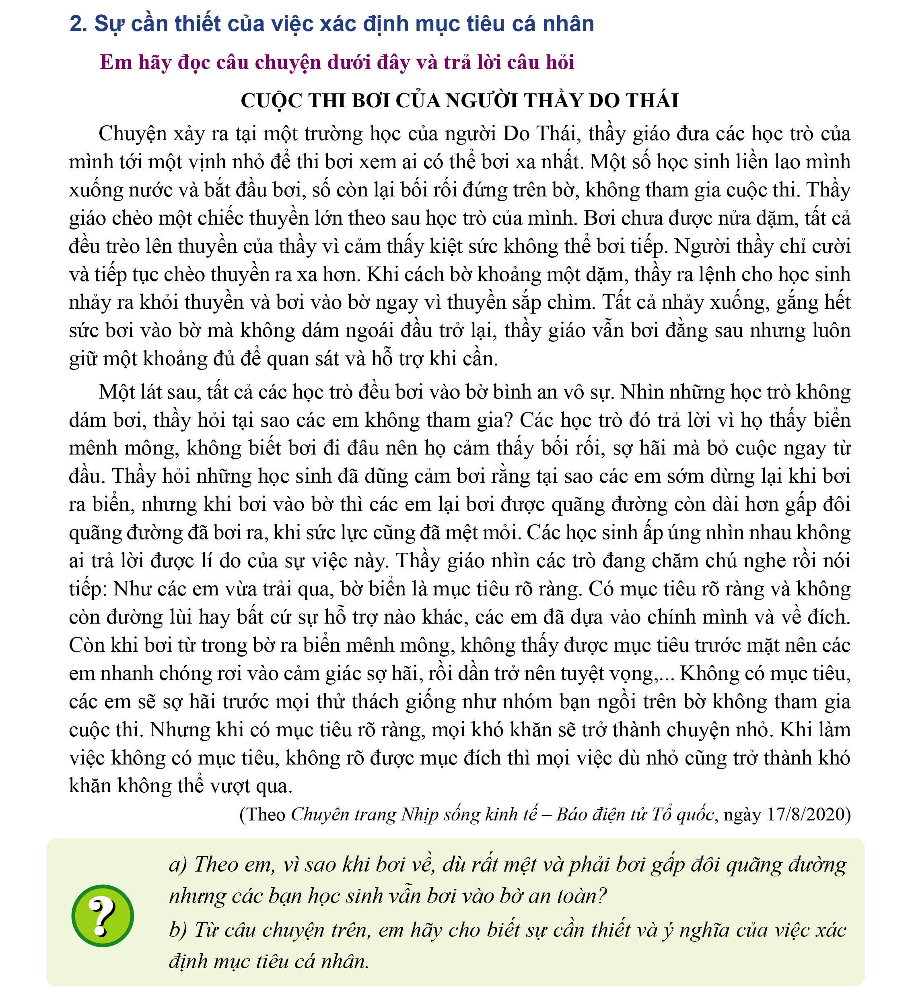 2. Sự cần thiết của việc xác định mục tiêu cá nhân
Em hãy đọc câu chuyện dưới đây và trả lời câu hỏi
CUỘC THI BƠI CỦA NGƯỜI THẦY DO THÁI
Chuyện xảy ra tại một trường học của người Do Thái, thầy giáo đưa các học trò của
mình tới một vịnh nhỏ để thi bơi xem ai có thể bơi xa nhất. Một số học sinh liền lao mình
xuống nước và bắt đầu bơi, số còn lại bối rối đứng trên bờ, không tham gia cuộc thi. Thầy
giáo chèo một chiếc thuyền lớn theo sau học trò của mình. Bơi chưa được nửa dặm, tất cả
đều trèo lên thuyền của thầy vì cảm thấy kiệt sức không thể bơi tiếp. Người thầy chỉ cười
và tiếp tục chèo thuyền ra xa hơn. Khi cách bờ khoảng một dặm, thầy ra lệnh cho học sinh
nhảy ra khỏi thuyền và bơi vào bờ ngay vì thuyền sắp chìm. Tất cả nhảy xuống, gắng hết
sức bơi vào bờ mà không dám ngoái đầu trở lại, thầy giáo vẫn bơi đằng sau nhưng luôn
giữ một khoảng đủ để quan sát và hỗ trợ khi cần.
Một lát sau, tất cả các học trò đều bơi vào bờ bình an vô sự. Nhìn những học trò không
dám bơi, thầy hỏi tại sao các em không tham gia? Các học trò đó trả lời vì họ thấy biển
mênh mông, không biết bơi đi đâu nên họ cảm thấy bối rối, sợ hãi mà bỏ cuộc ngay từ
đầu. Thầy hỏi những học sinh đã dũng cảm bơi rằng tại sao các em sớm dừng lại khi bơi
ra biển, nhưng khi bơi vào bờ thì các em lại bơi được quãng đường còn dài hơn gấp đôi
quãng đường đã bơi ra, khi sức lực cũng đã mệt mỏi. Các học sinh ấp úng nhìn nhau không
ai trả lời được lí do của sự việc này. Thầy giáo nhìn các trò đang chăm chú nghe rồi nói
tiếp: Như các em vừa trải qua, bờ biển là mục tiêu rõ ràng. Có mục tiêu rõ ràng và không
còn đường lùi hay bất cứ sự hỗ trợ nào khác, các em đã dựa vào chính mình và về đích.
Còn khi bơi từ trong bờ ra biển mênh mông, không thấy được mục tiêu trước mặt nên các
em nhanh chóng rơi vào cảm giác sợ hãi, rồi dần trở nên tuyệt vọng,... Không có mục tiêu,
các em sẽ sợ hãi trước mọi thử thách giống như nhóm bạn ngồi trên bờ không tham gia
cuộc thi. Nhưng khi có mục tiêu rõ ràng, mọi khó khăn sẽ trở thành chuyện nhỏ. Khi làm
việc không có mục tiêu, không rõ được mục đích thì mọi việc dù nhỏ cũng trở thành khó
khăn không thể vượt qua.
(Theo Chuyên trang Nhịp sống kinh tế – Báo điện tử Tổ quốc, ngày 17/8/2020)
a) Theo em, vì sao khi bơi về, dù rất mệt và phải bơi gấp đôi quãng đường
nhưng các bạn học sinh vẫn bơi vào bờ an toàn?
b) Từ câu chuyện trên, em hãy cho biết sự cần thiết và ý nghĩa của việc xác
định mục tiêu cá nhân.
?